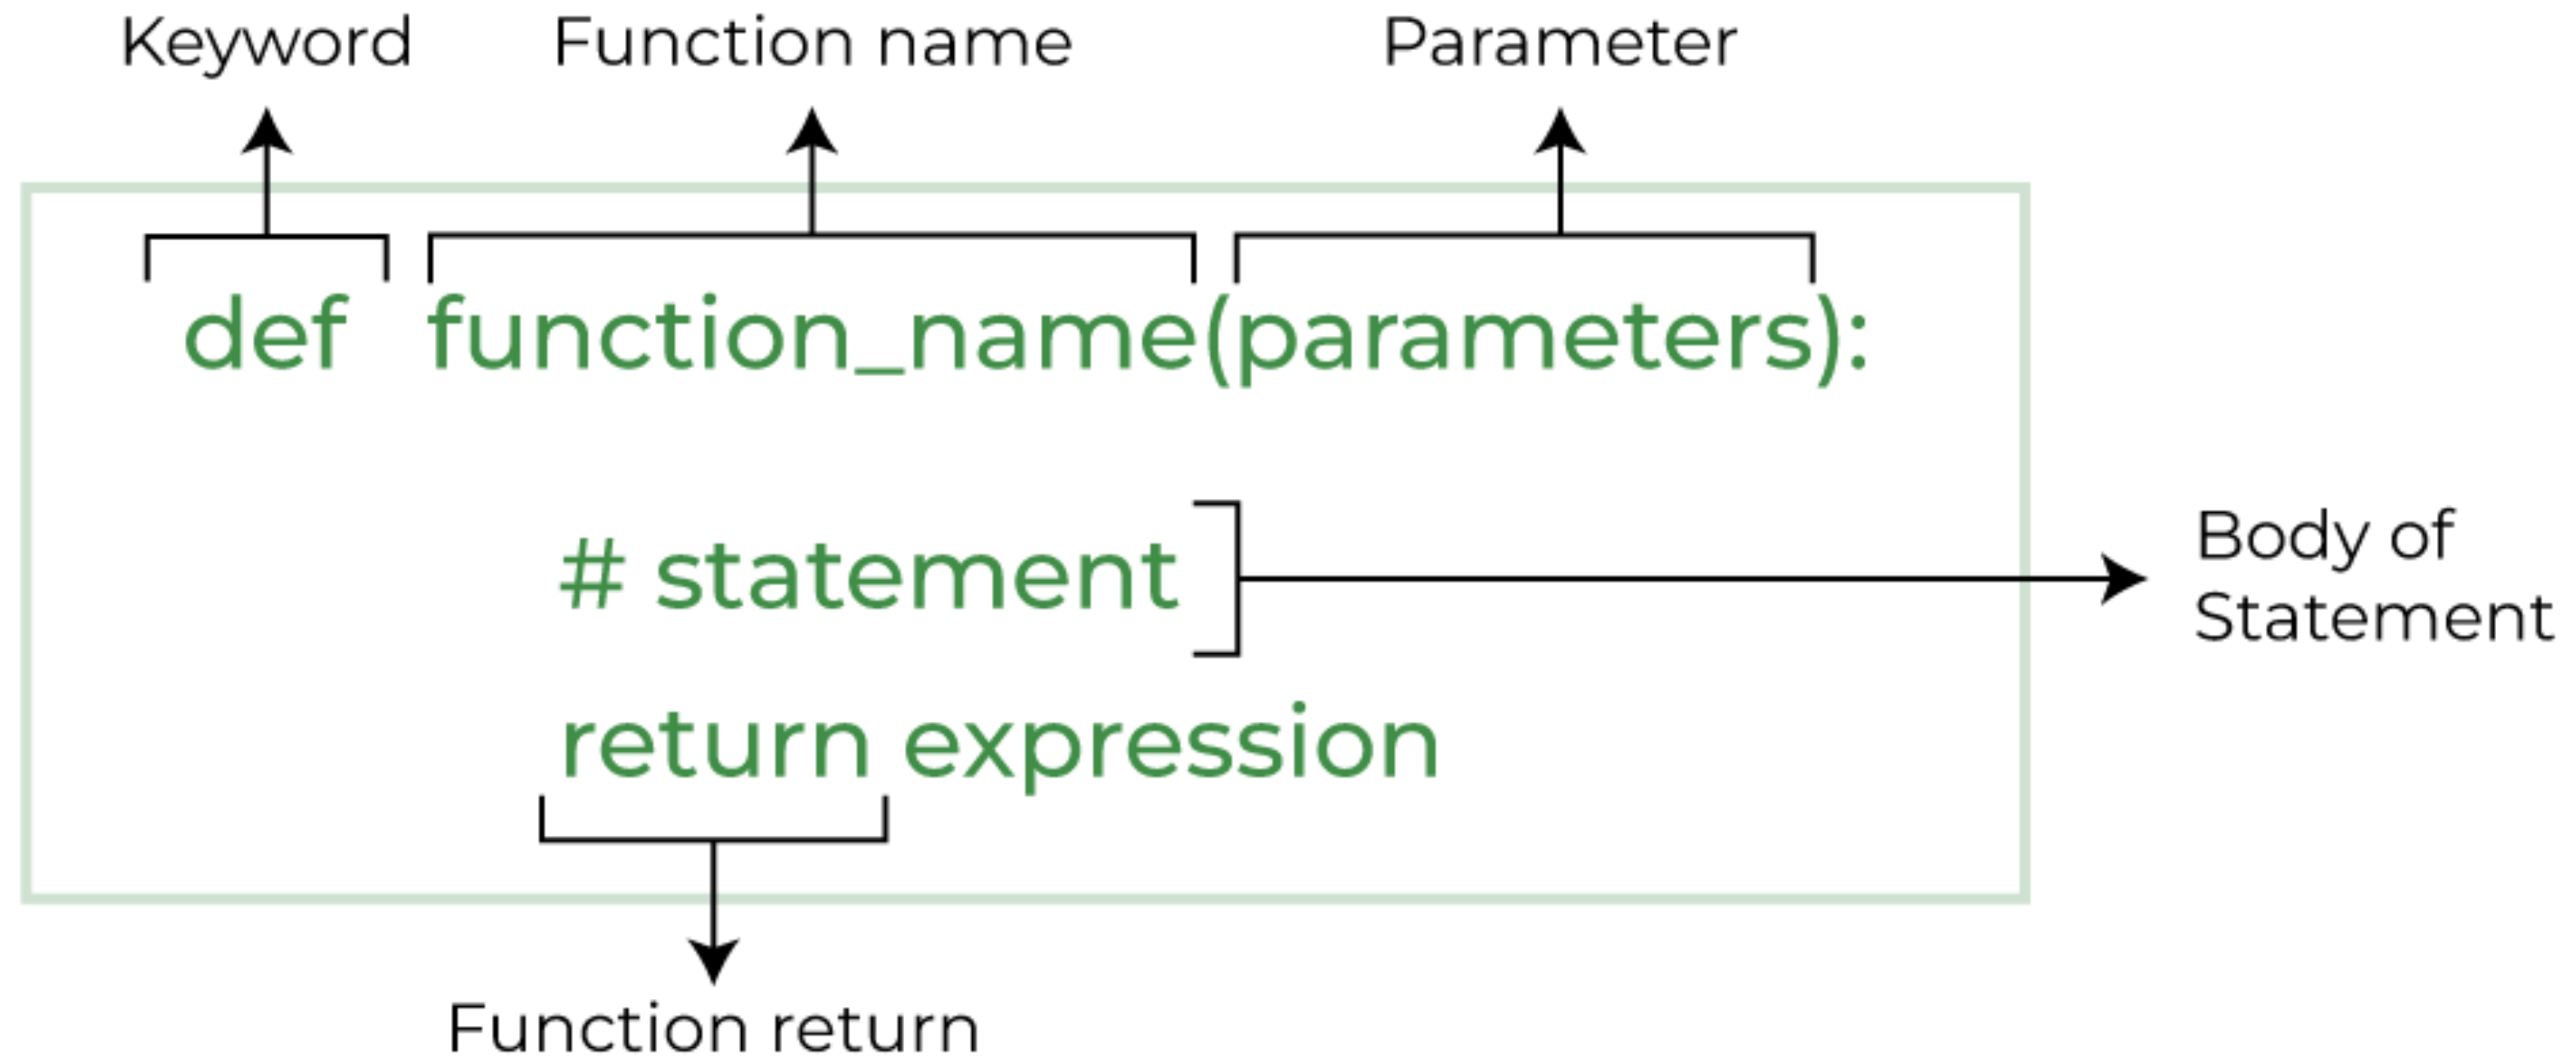 Keyword Function name Parameter
def function_name(parameters):
# statement
Body of
Statement
return expression
Function return